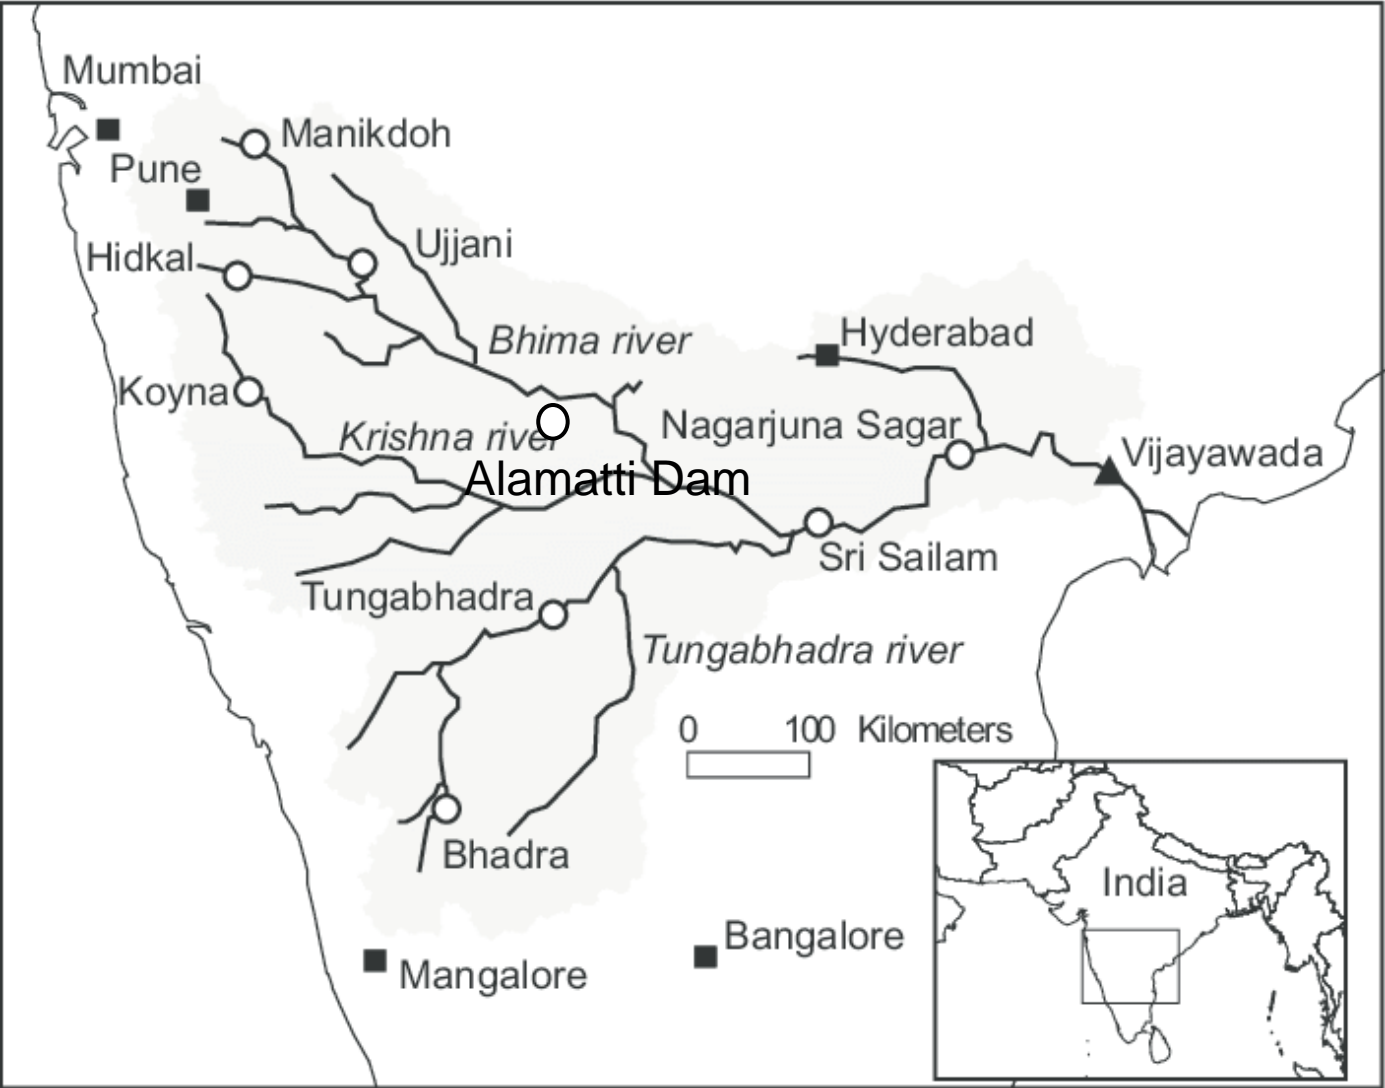 Mumbai
Manikdoh
Pune
Ujjani
Hidkal
Bhima river
Hyderabad
Koyna
Krishna river
Nagarjuna Sagar
Vijayawada
Alamatti Dam
Sri Sailam
Tungabhadra
Tungabhadra river
0 100 Kilometers
Bhadra
India
Bangalore
Mangalore